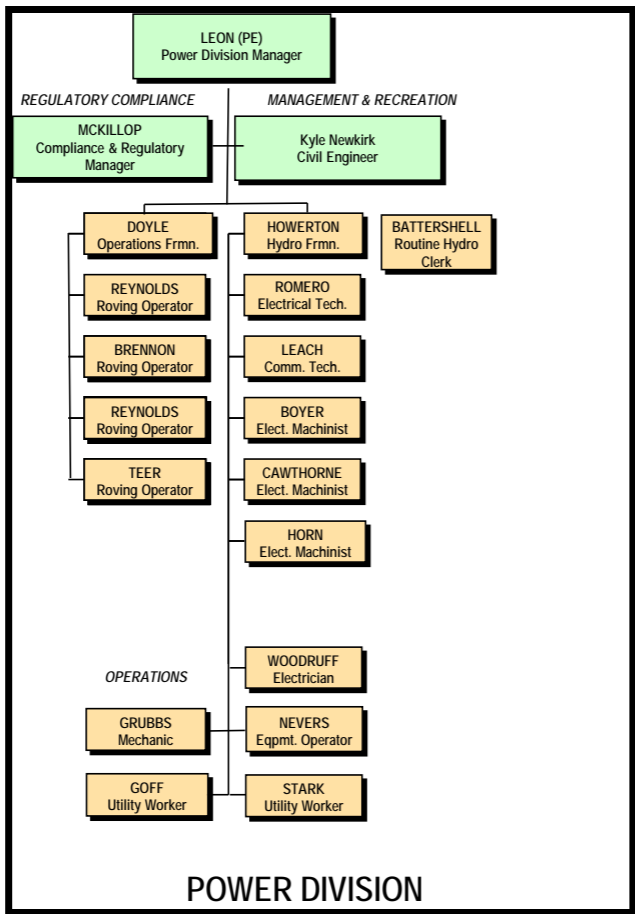 LEON (PE)
Power Division Manager
REGULATORY COMPLIANCE
MANAGEMENT & RECREATION
MCKILLOP
Compliance & Regulatory
Manager
Kyle Newkirk
Civil Engineer
DOYLE
Operations Frmn.
HOWERTON
Hydro Frmn.
BATTERSHELL
Routine Hydro
Clerk
REYNOLDS
Roving Operator
ROMERO
Electrical Tech.
BRENNON
Roving Operator
LEACH
Comm. Tech.
REYNOLDS
Roving Operator
BOYER
Elect. Machinist
TEER
Roving Operator
CAWTHORNE
Elect. Machinist
HORN
Elect. Machinist
OPERATIONS
WOODRUFF
Electrician
GRUBBS
Mechanic
NEVERS
Eqpmt. Operator
GOFF
Utility Worker
STARK
Utility Worker
POWER DIVISION